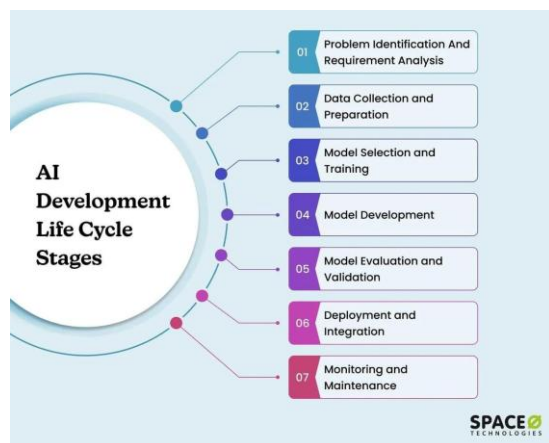 AI
Development
Life Cycle
Stages
01
Problem Identification And
Requirement Analysis
02
Data Collection and
Preparation
03
Model Selection and
Training
04
Model Development
05
Model Evaluation and
Validation
06
Deployment and
Integration
07
Monitoring and
Maintenance
SPACEØ
TECHNOLOGIES